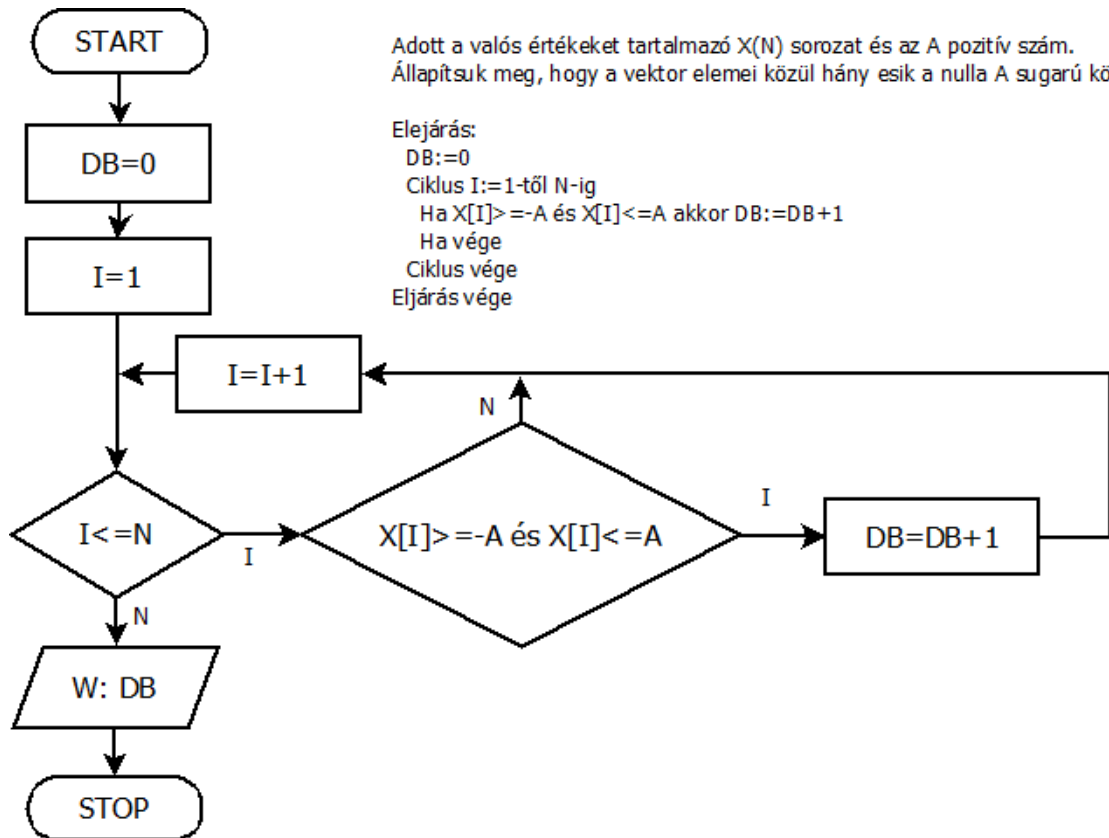 START
Adott a valós értékeket tartalmazó X(N) sorozat és az A pozitív szám.
Állapítsuk meg, hogy a vektor elemei közül hány esik a nulla A sugarú
Elejárás:
DB:=0
Ciklus I:=1-től N-ig
Ha X[I]>=-A és X[I]<=A akkor DB:=DB+1
Ha vége
Ciklus vége
Eljárás vége
DB=0
I=1
I=I+1
N
I<=N
I
X[I]>=-A és X[I]<=A
I
DB=DB+1
N
W: DB
STOP